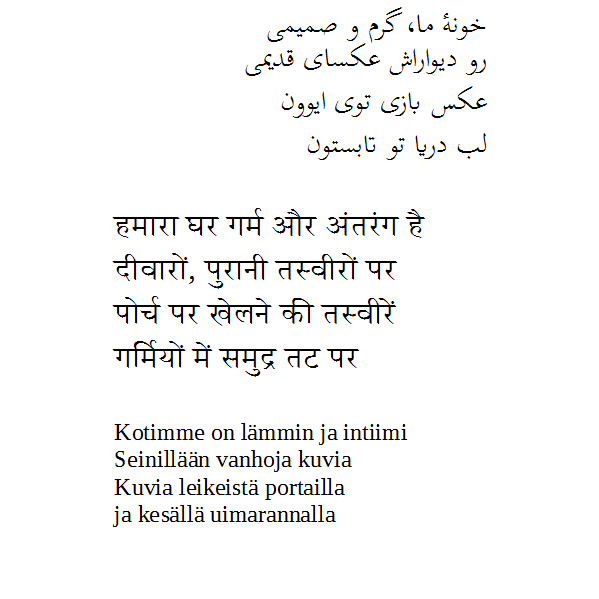 خونهٔ ما، گرم و صمیمی
رو دیواراش عکسای قدیمی
عکس بازی توی ایوون
لب دریا تو تابستون
हमारा घर गर्म और अंतरंग है
दीवारों, पुरानी तस्वीरों पर
पोर्च पर खेलने की तस्वीरें
गर्मियों में समुद्र तट पर
Kotimme on lämmin ja intiimi
Seinillään vanhoja kuvia
Kuvia leikeistä portailla
ja kesällä uimarannalla